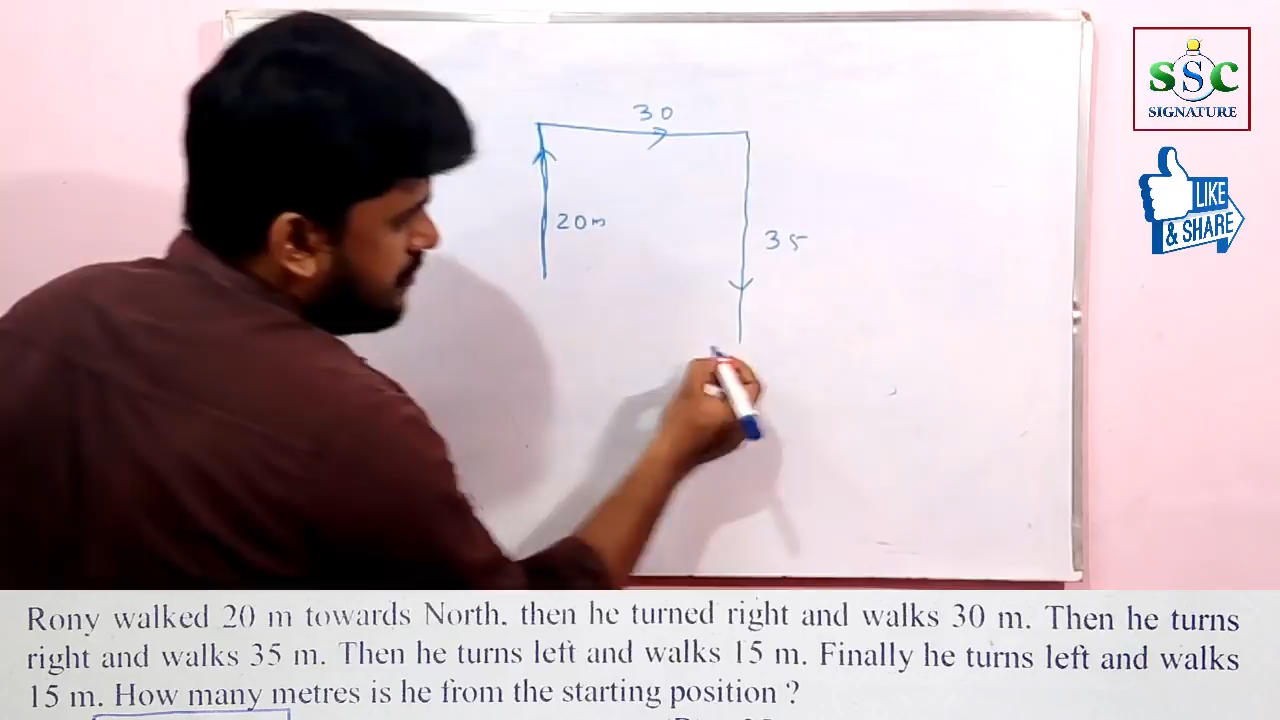 30
20m
35
SSC
SIGNATURE
LIKE
& SHARE
Rony walked 20 m towards North, then he turned right and walks 30 m. Then he turns
right and walks 35 m. Then he turns left and walks 15 m. Finally he turns left and walks
15 m. How many metres is he from the starting position ?